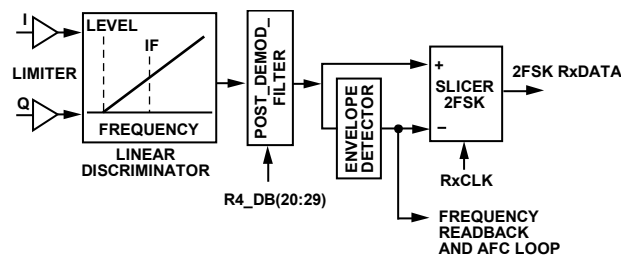 I
LEVEL
IF
LIMITER
Q
FREQUENCY
LINEAR
DISCRIMINATOR
POST_DEMOD_
FILTER
R4_DB(20:29)
ENVELOPE
DETECTOR
+
SLICER
2FSK
–
2FSK RxDATA
RxCLK
FREQUENCY
READBACK
AND AFC LOOP